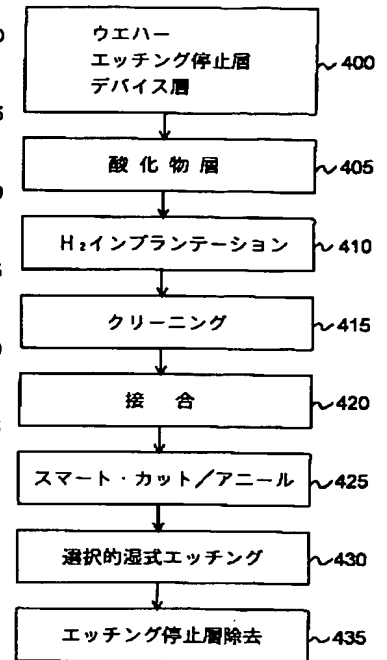 ウエハー
エッチング停止層
デバイス層
400
酸化物層
405
H₂インプランテーション
410
クリーニング
415
接 合
420
スマート・カット/アニール
425
選択的湿式エッチング
430
エッチング停止層除去
435